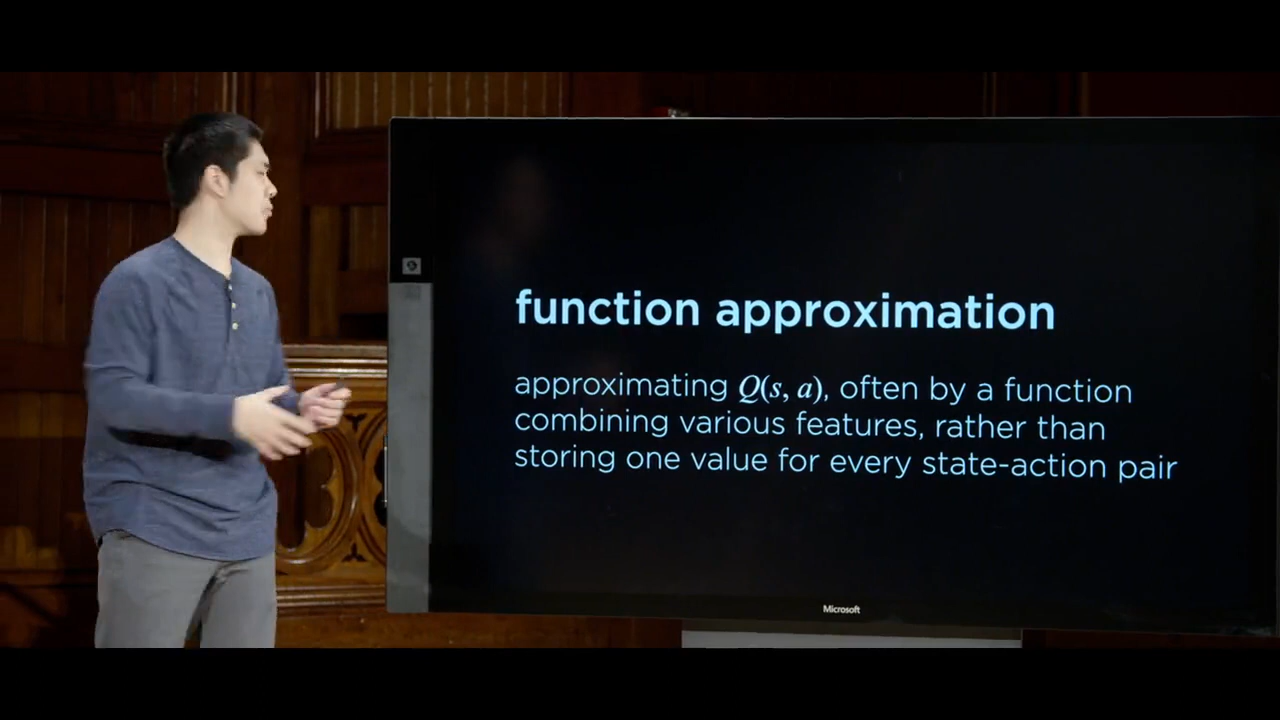 function approximation
approximating Q(s, a), often by a function
combining various features, rather than
storing one value for every state-action pair
Microsoft